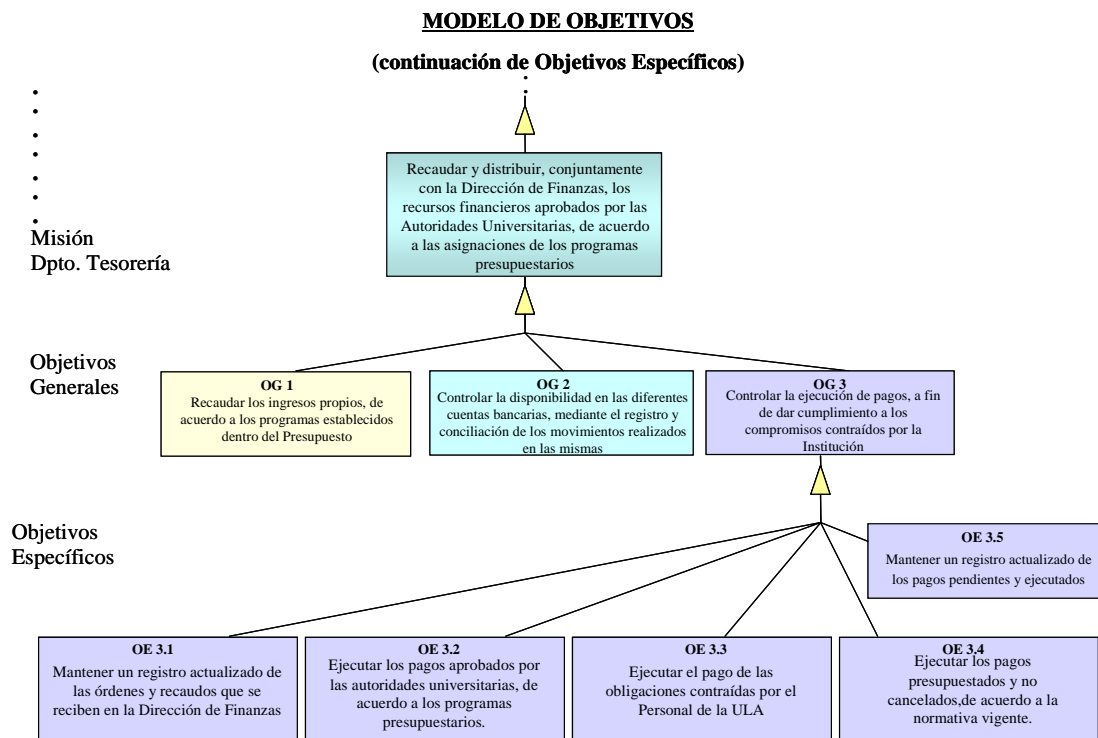 MODELO DE OBJETIVOS
(continuación de Objetivos Específicos)
Recaudar y distribuir, conjuntamente
con la Dirección de Finanzas, los
recursos financieros aprobados por las
Autoridades Universitarias, de acuerdo
a las asignaciones de los programas
presupuestarios
Misión
Dpto. Tesorería
Objetivos
Generales
OG 1
Recaudar los ingresos propios, de
acuerdo a los programas establecidos
dentro del Presupuesto
OG 2
Controlar la disponibilidad en las diferentes
cuentas bancarias, mediante el registro y
conciliación de los movimientos realizados
en las mismas
OG 3
Controlar la ejecución de pagos, a fin
de dar cumplimiento a los
compromisos contraídos por la
Institución
Objetivos
Específicos
OE 3.5
Mantener un registro actualizado de
los pagos pendientes y ejecutados
OE 3.1
Mantener un registro actualizado de
las órdenes y recaudos que se
reciben en la Dirección de Finanzas
OE 3.2
Ejecutar los pagos aprobados por
las autoridades universitarias, de
acuerdo a los programas
presupuestarios.
OE 3.3
Ejecutar el pago de las
obligaciones contraídas por el
Personal de la ULA
OE 3.4
Ejecutar los pagos
presupuestados y no
cancelados,de acuerdo a la
normativa vigente.